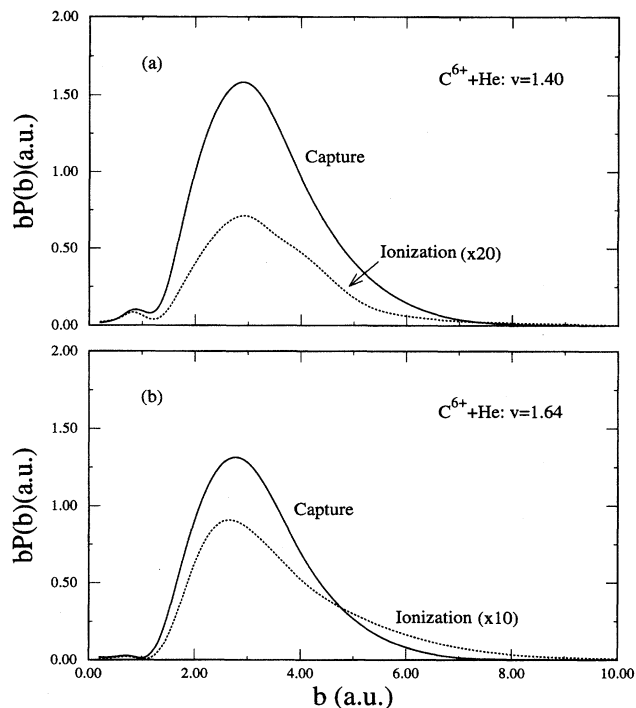 2.00
(a)
C6++He: v=1.40
1.50
Capture
bP(b)(a.u.)
1.00
0.50
Ionization (x20)
0.00
2.00
(b)
C6++He: v=1.64
1.50
Capture
bP(b)(a.u.)
1.00
0.50
Ionization (x10)
0.00
0.00 2.00 4.00 6.00 8.00 10.00
b (a.u.)